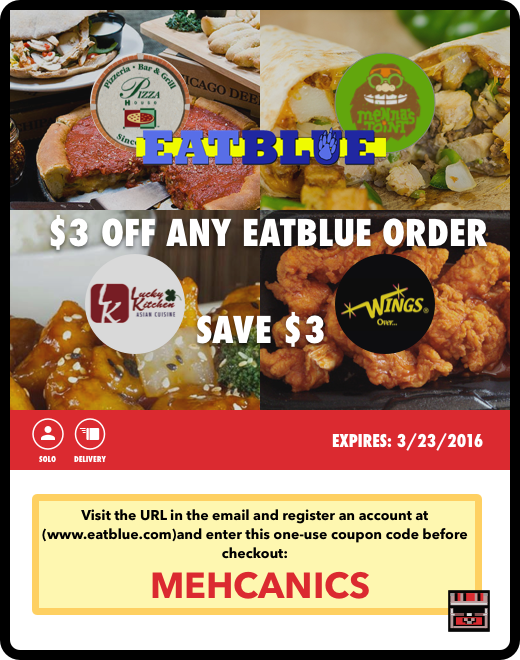 Pizzeria • Bar & Grill
Pizza
House
Since
CHICAGO DEE
menna's
Joint
EATBLUE
$3 OFF ANY EATBLUE ORDER
LK
Lucky
Kitchen
ASIAN CUISINE
WINGS®
Over...
SAVE $3
SOLO
DELIVERY
EXPIRES: 3/23/2016
Visit the URL in the email and register an account at
(www.eatblue.com)and enter this one-use coupon code before
checkout:
MEHCANICS